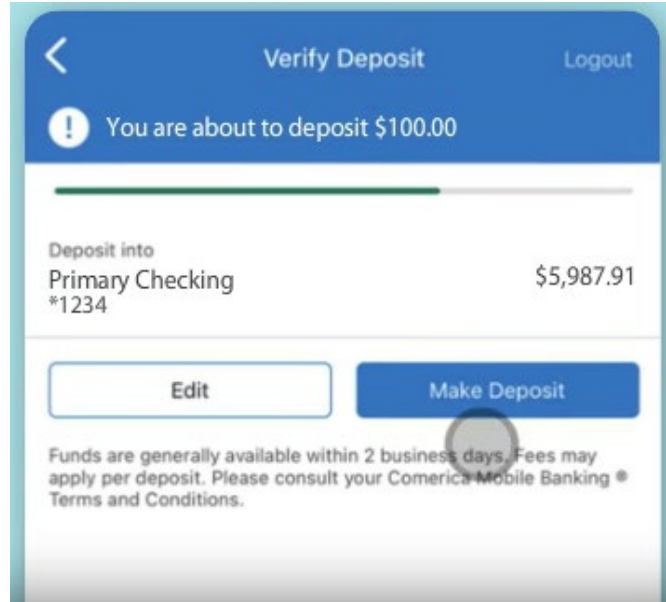 Verify Deposit
Logout
! You are about to deposit $100.00
Deposit into
Primary Checking
$5,987.91
*1234
Edit
Make Deposit
Funds are generally available within 2 business days. Fees may
apply per deposit. Please consult your Comerica Mobile Banking ®
Terms and Conditions.